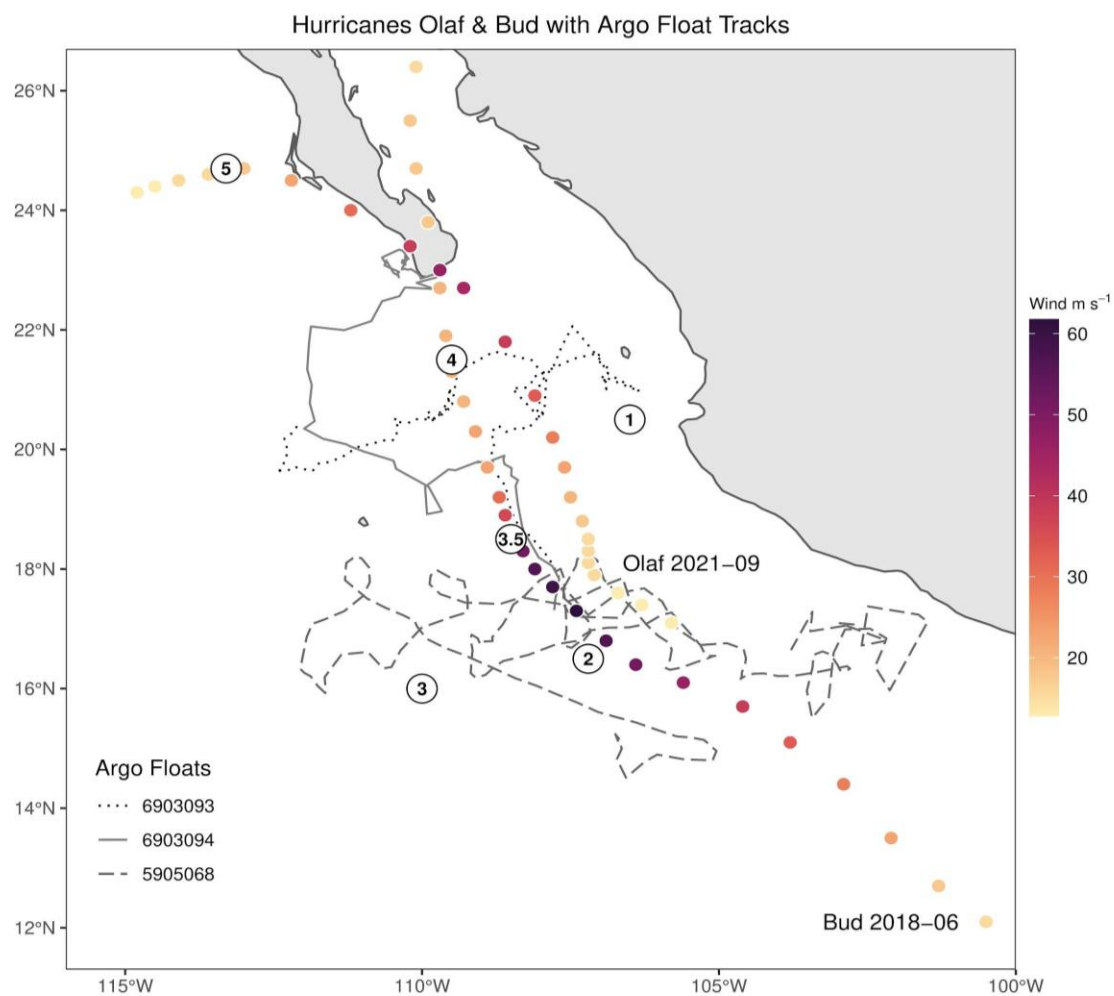 Hurricanes Olaf & Bud with Argo Float Tracks
26°N
24°N
22°N
20°N
18°N
16°N
14°N
12°N
5
4
1
3.5
Olaf 2021−09
2
3
Argo Floats
6903093
6903094
5905068
Bud 2018−06
115°W
110°W
105°W
100°W
Wind m s⁻¹
60
50
40
30
20